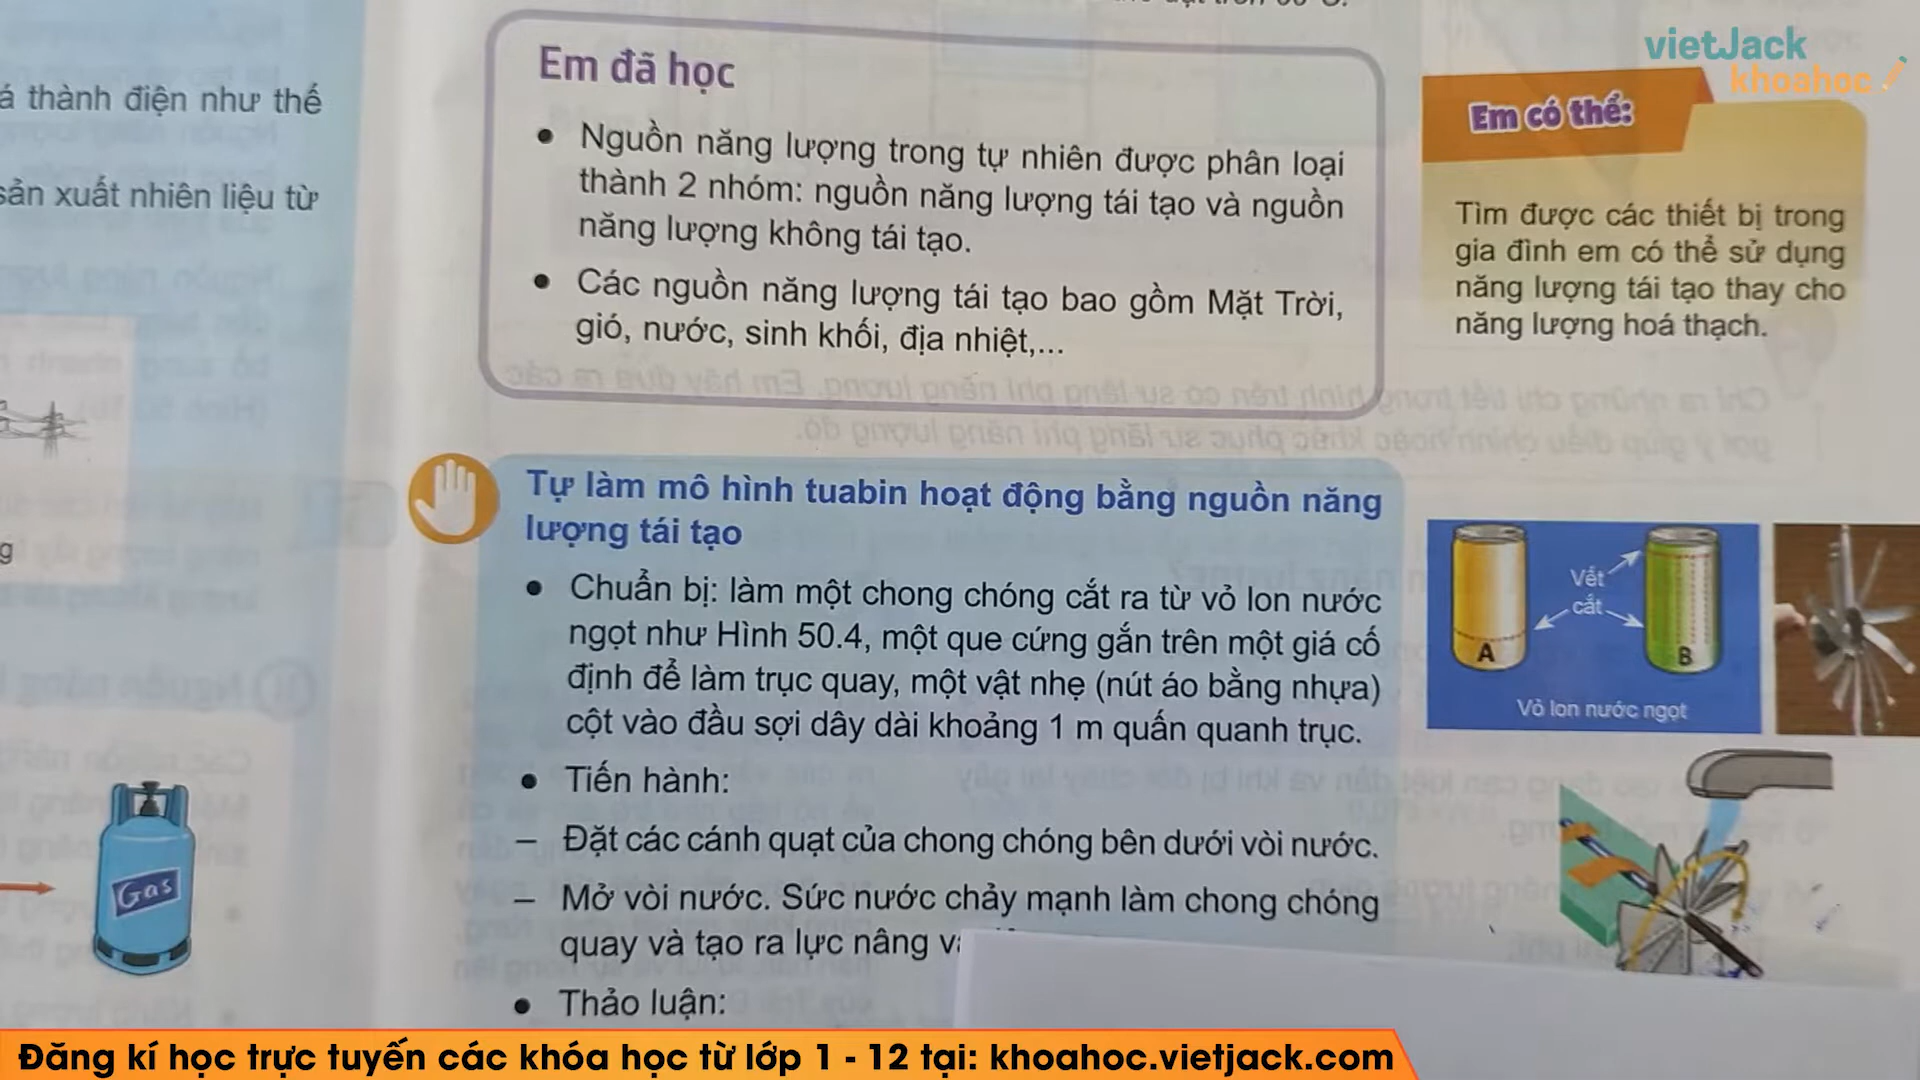 vietJack
khoahoc
á thành điện như thế
sản xuất nhiên liệu từ
g
Gas
Em đã học
• Nguồn năng lượng trong tự nhiên được phân loại
thành 2 nhóm: nguồn năng lượng tái tạo và nguồn
năng lượng không tái tạo.
• Các nguồn năng lượng tái tạo bao gồm Mặt Trời,
gió, nước, sinh khối, địa nhiệt,...
Em có thể:
Tìm được các thiết bị trong
gia đình em có thể sử dụng
năng lượng tái tạo thay cho
năng lượng hoá thạch.
Tự làm mô hình tuabin hoạt động bằng nguồn năng
lượng tái tạo
• Chuẩn bị: làm một chong chóng cắt ra từ vỏ lon nước
ngọt như Hình 50.4, một que cứng gắn trên một giá cố
định để làm trục quay, một vật nhẹ (nút áo bằng nhựa)
cột vào đầu sợi dây dài khoảng 1 m quấn quanh trục.
• Tiến hành:
– Đặt các cánh quạt của chong chóng bên dưới vòi nước.
– Mở vòi nước. Sức nước chảy mạnh làm chong chóng
quay và tạo ra lực nâng
• Thảo luận:
Vết
cắt
A
B
Vỏ lon nước ngọt
Đăng kí học trực tuyến các khóa học từ lớp 1 - 12 tại: khoahoc.vietjack.com